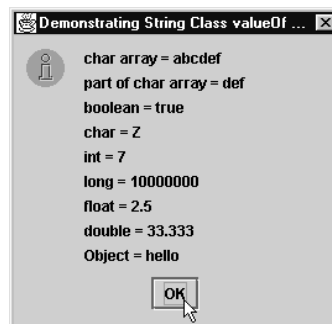 Demonstrating String Class valueOf ...
char array = abcdef
part of char array = def
boolean = true
char = Z
int = 7
long = 10000000
float = 2.5
double = 33.333
Object = hello
OK